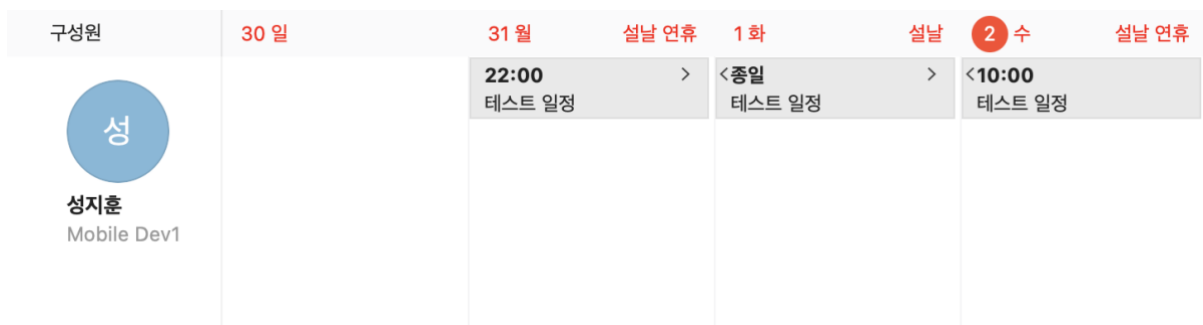 구성원 30 일 31 월 설날 연휴 1 화 설날 2 수 설날 연휴
22:00 > <종일 > <10:00
테스트 일정 테스트 일정 테스트 일정
성
성지훈
Mobile Dev1